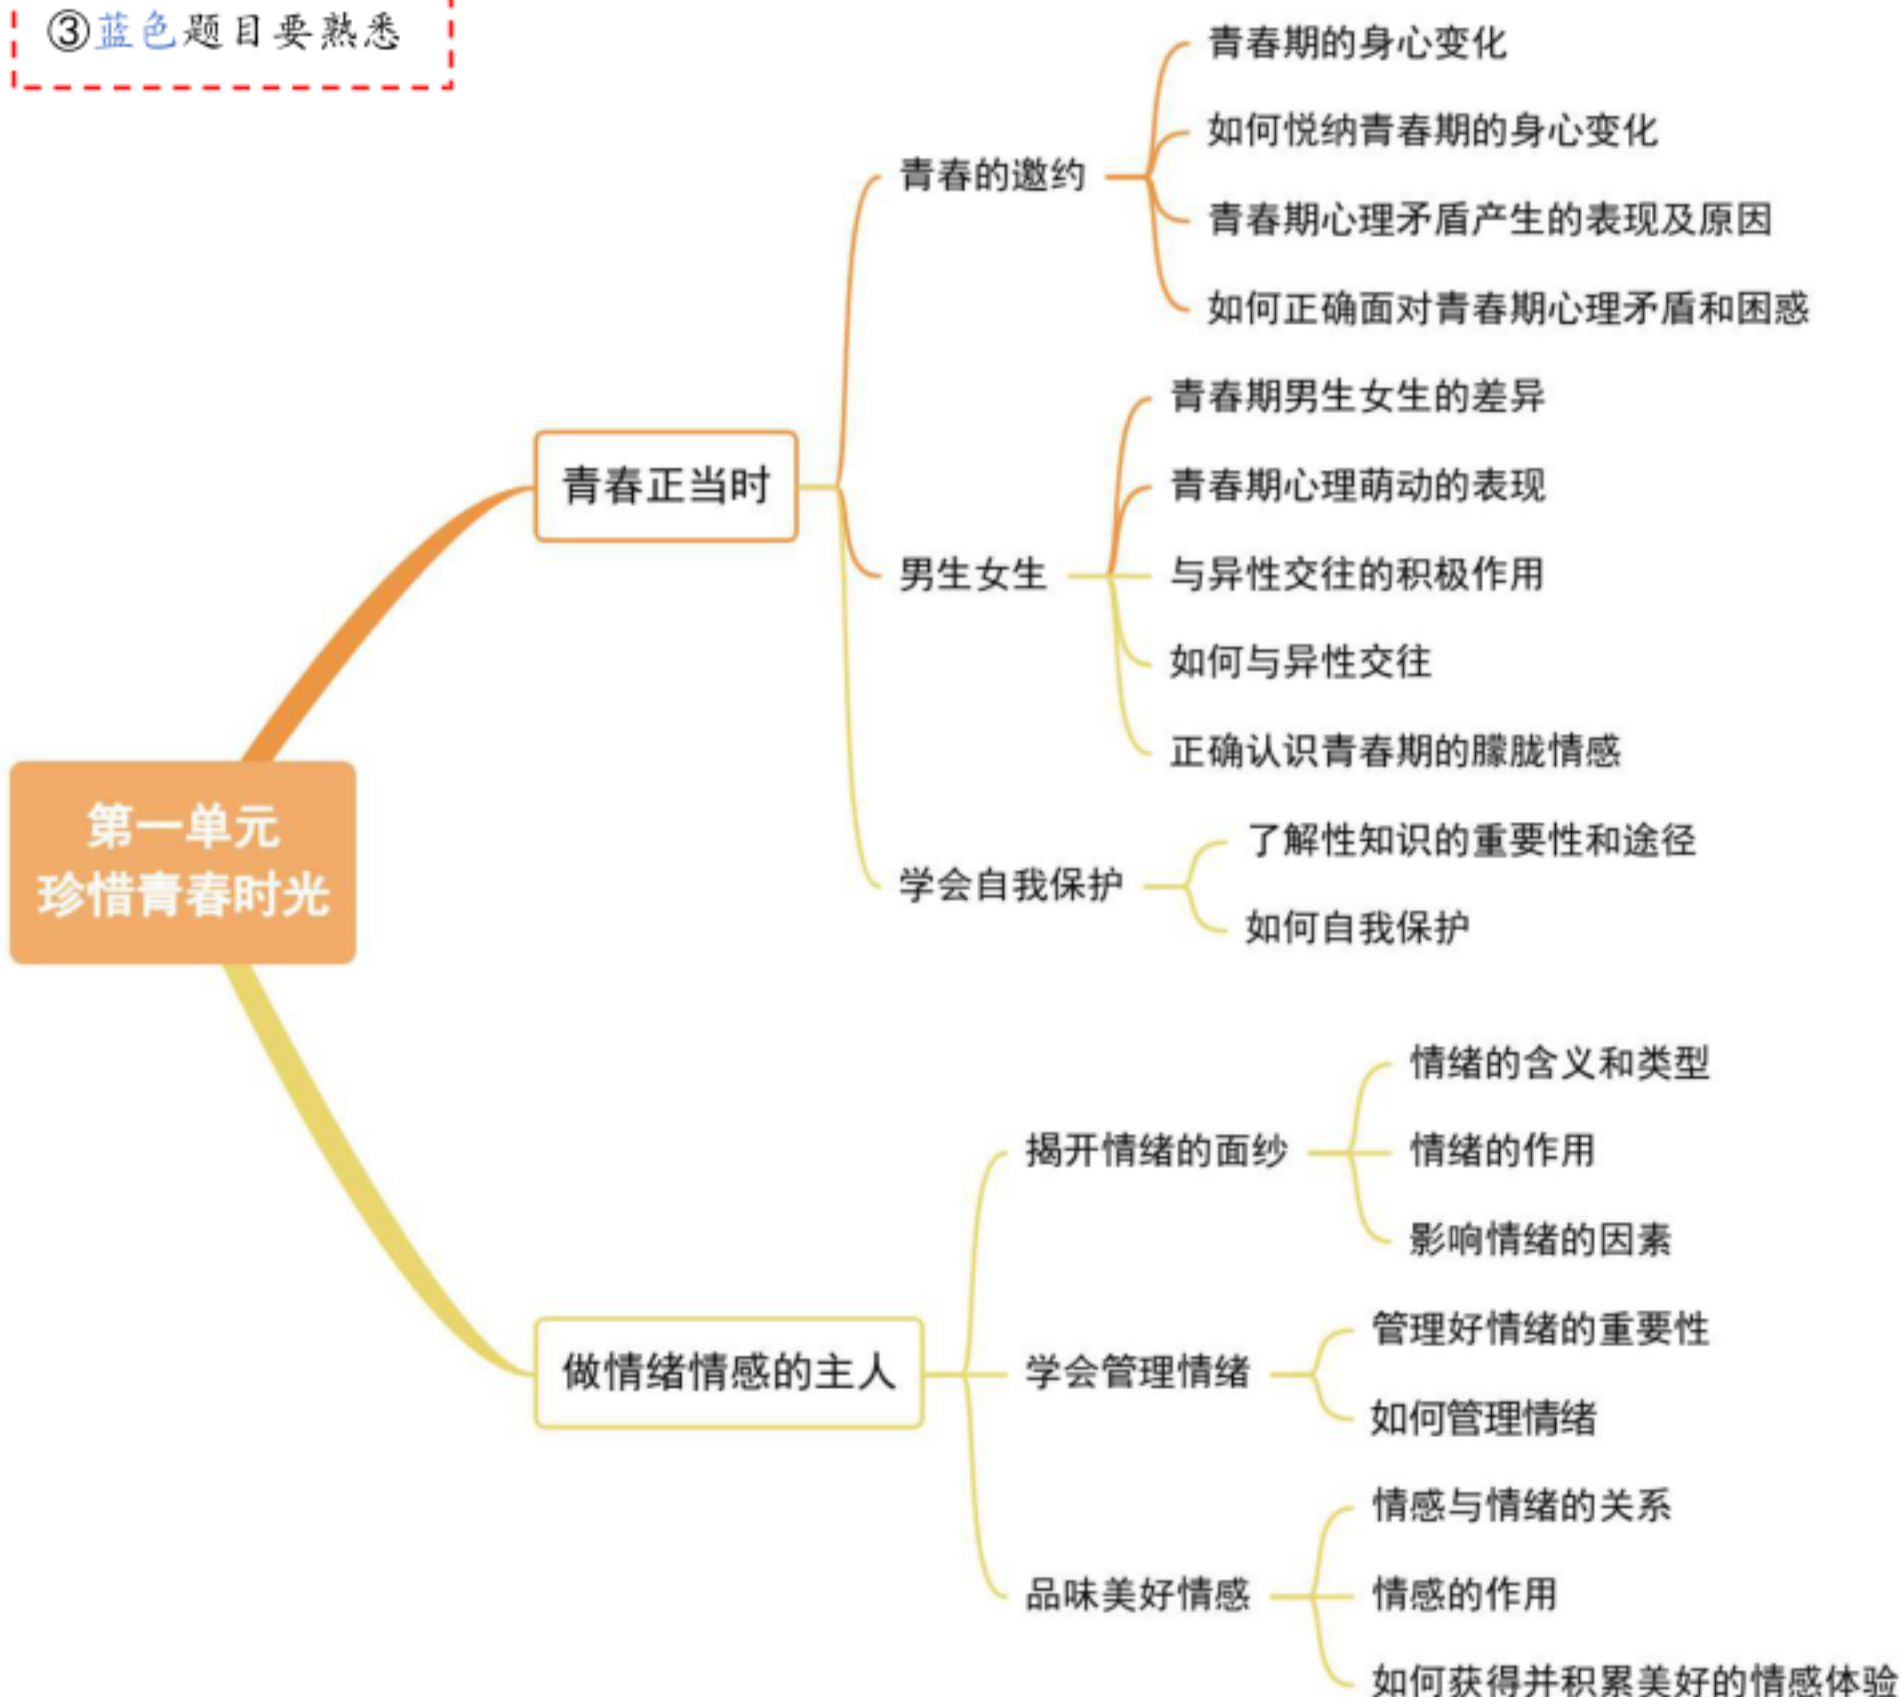 ③蓝色题目要熟悉
第一单元
珍惜青春时光
青春正当时
青春的邀约
青春期的身心变化
如何悦纳青春期的身心变化
青春期心理矛盾产生的表现及原因
如何正确面对青春期心理矛盾和困惑
男生女生
青春期男生女生的差异
青春期心理萌动的表现
与异性交往的积极作用
如何与异性交往
正确认识青春期的朦胧情感
学会自我保护
了解性知识的重要性和途径
如何自我保护
做情绪情感的主人
揭开情绪的面纱
情绪的含义和类型
情绪的作用
影响情绪的因素
学会管理情绪
管理好情绪的重要性
如何管理情绪
品味美好情感
情感与情绪的关系
情感的作用
如何获得并积累美好的情感体验